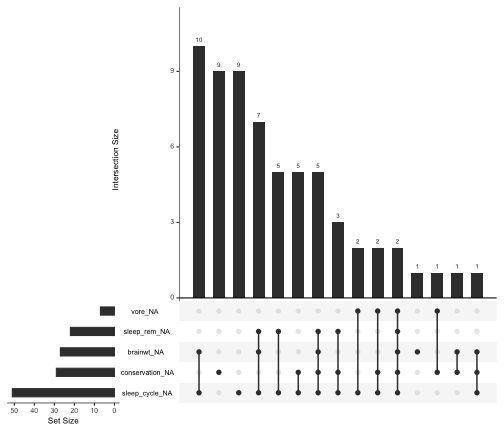 10
9
9
7
5
5
5
3
2
2
2
1
1
1
1
9
6
3
0
Intersection Size
vore_NA
sleep_rem_NA
brainwt_NA
conservation_NA
sleep_cycle_NA
50 40 30 20 10 0
Set Size